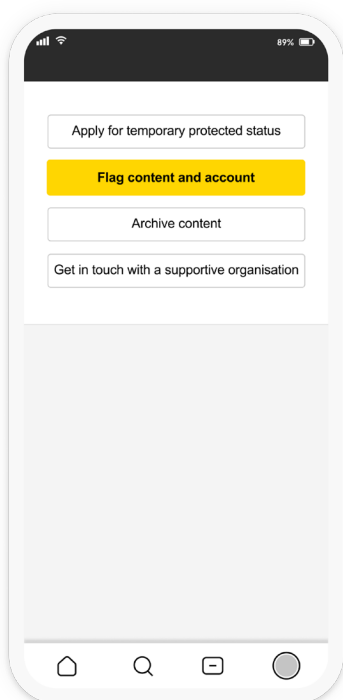 89%
Apply for temporary protected status
Flag content and account
Archive content
Get in touch with a supportive organisation